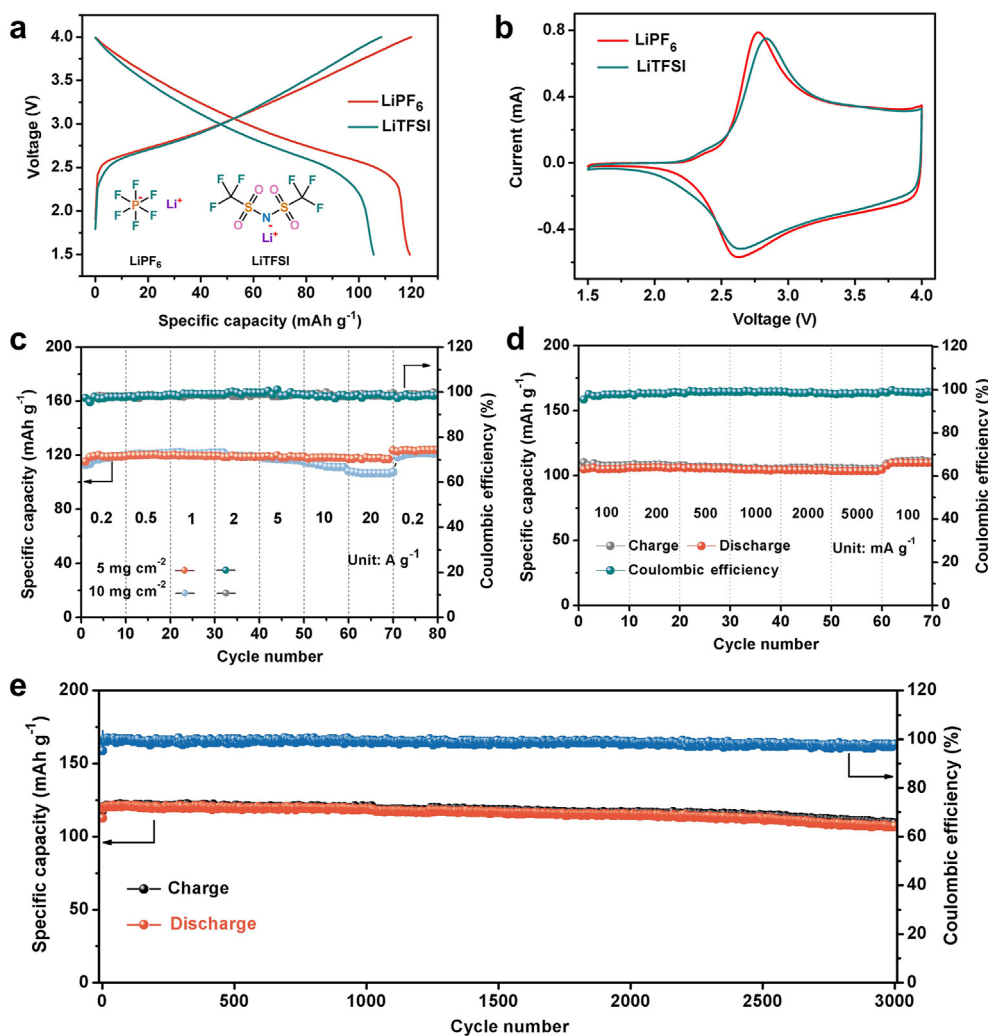 a
4.0
3.5
3.0
2.5
2.0
1.5
Voltage (V)
LiPF6
LiTFSI
F
F
F
F
F
F
P-
Li+
LiPF6
F
F
F
O
O
S
N
-
S
O
O
F
F
F
Li+
LiTFSI
0 20 40 60 80 100 120
Specific capacity (mAh g-1)
b
0.8
0.4
0.0
-0.4
Current (mA)
LiPF6
LiTFSI
1.5 2.0 2.5 3.0 3.5 4.0
Voltage (V)
c
200
160
120
80
40
0
Specific capacity (mAh g-1)
0.2 0.5 1 2 5 10 20 0.2
Unit: A g-1
5 mg cm-2
10 mg cm-2
120
100
80
60
40
20
0
Coulombic efficiency (%)
0 10 20 30 40 50 60 70 80
Cycle number
d
200
150
100
50
0
Specific capacity (mAh g-1)
100 200 500 1000 2000 5000 100
Charge Discharge Unit: mA g-1
Coulombic efficiency
120
100
80
60
40
20
0
Coulombic efficiency (%)
0 10 20 30 40 50 60 70
Cycle number
e
200
150
100
50
0
Specific capacity (mAh g-1)
Charge
Discharge
120
100
80
60
40
20
0
Coulombic efficiency (%)
0 500 1000 1500 2000 2500 3000
Cycle number